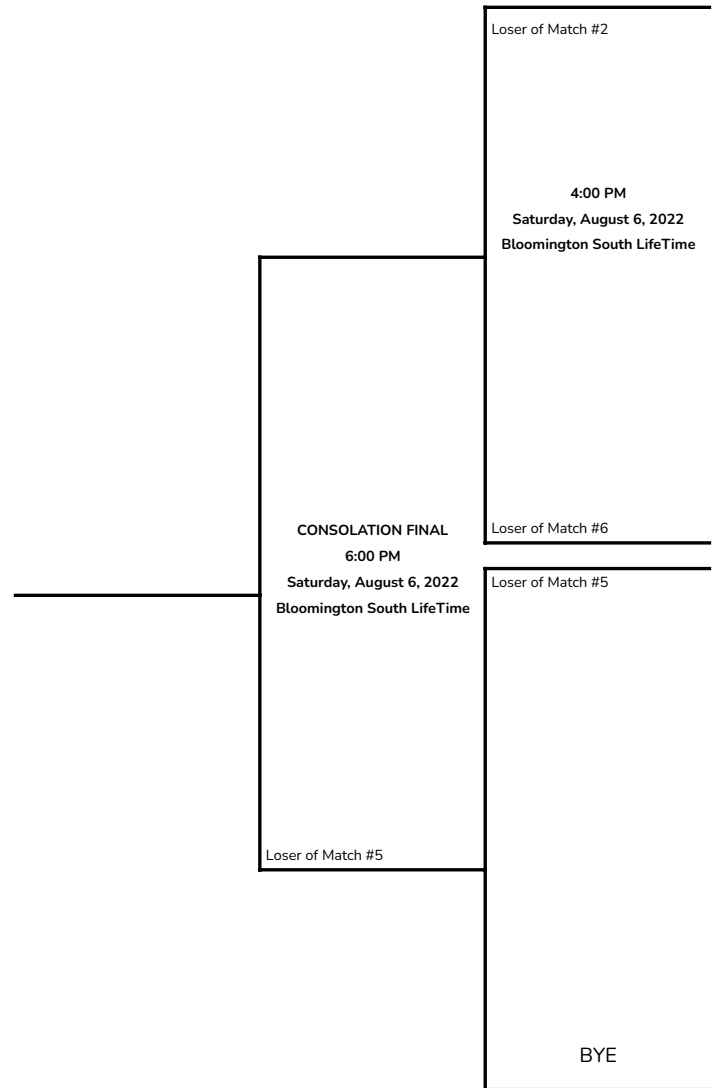 Loser of Match #2
4:00 PM
Saturday, August 6, 2022
Bloomington South LifeTime
Loser of Match #6
CONSOLATION FINAL
6:00 PM
Saturday, August 6, 2022
Bloomington South LifeTime
Loser of Match #5
Loser of Match #5
BYE